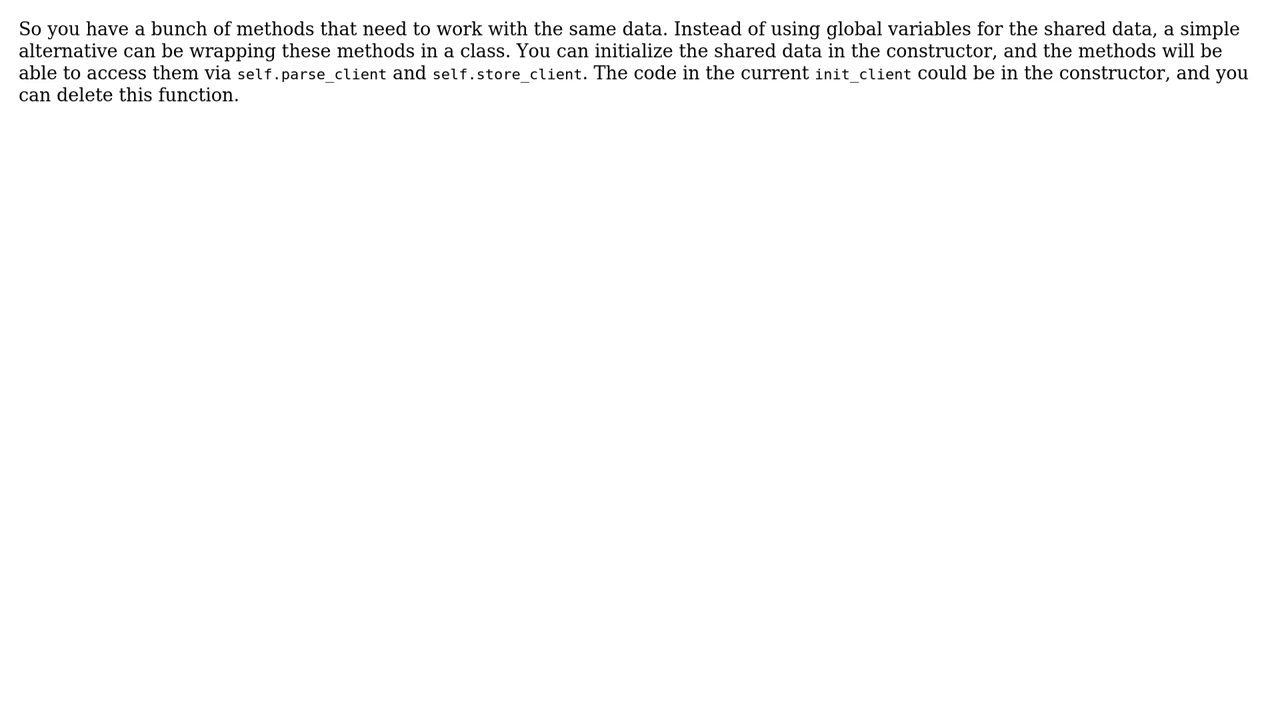 So you have a bunch of methods that need to work with the same data. Instead of using global variables for the shared data, a simple
alternative can be wrapping these methods in a class. You can initialize the shared data in the constructor, and the methods will be
able to access them via self.parse_client and self.store_client. The code in the current init_client could be in the constructor, and you
can delete this function.